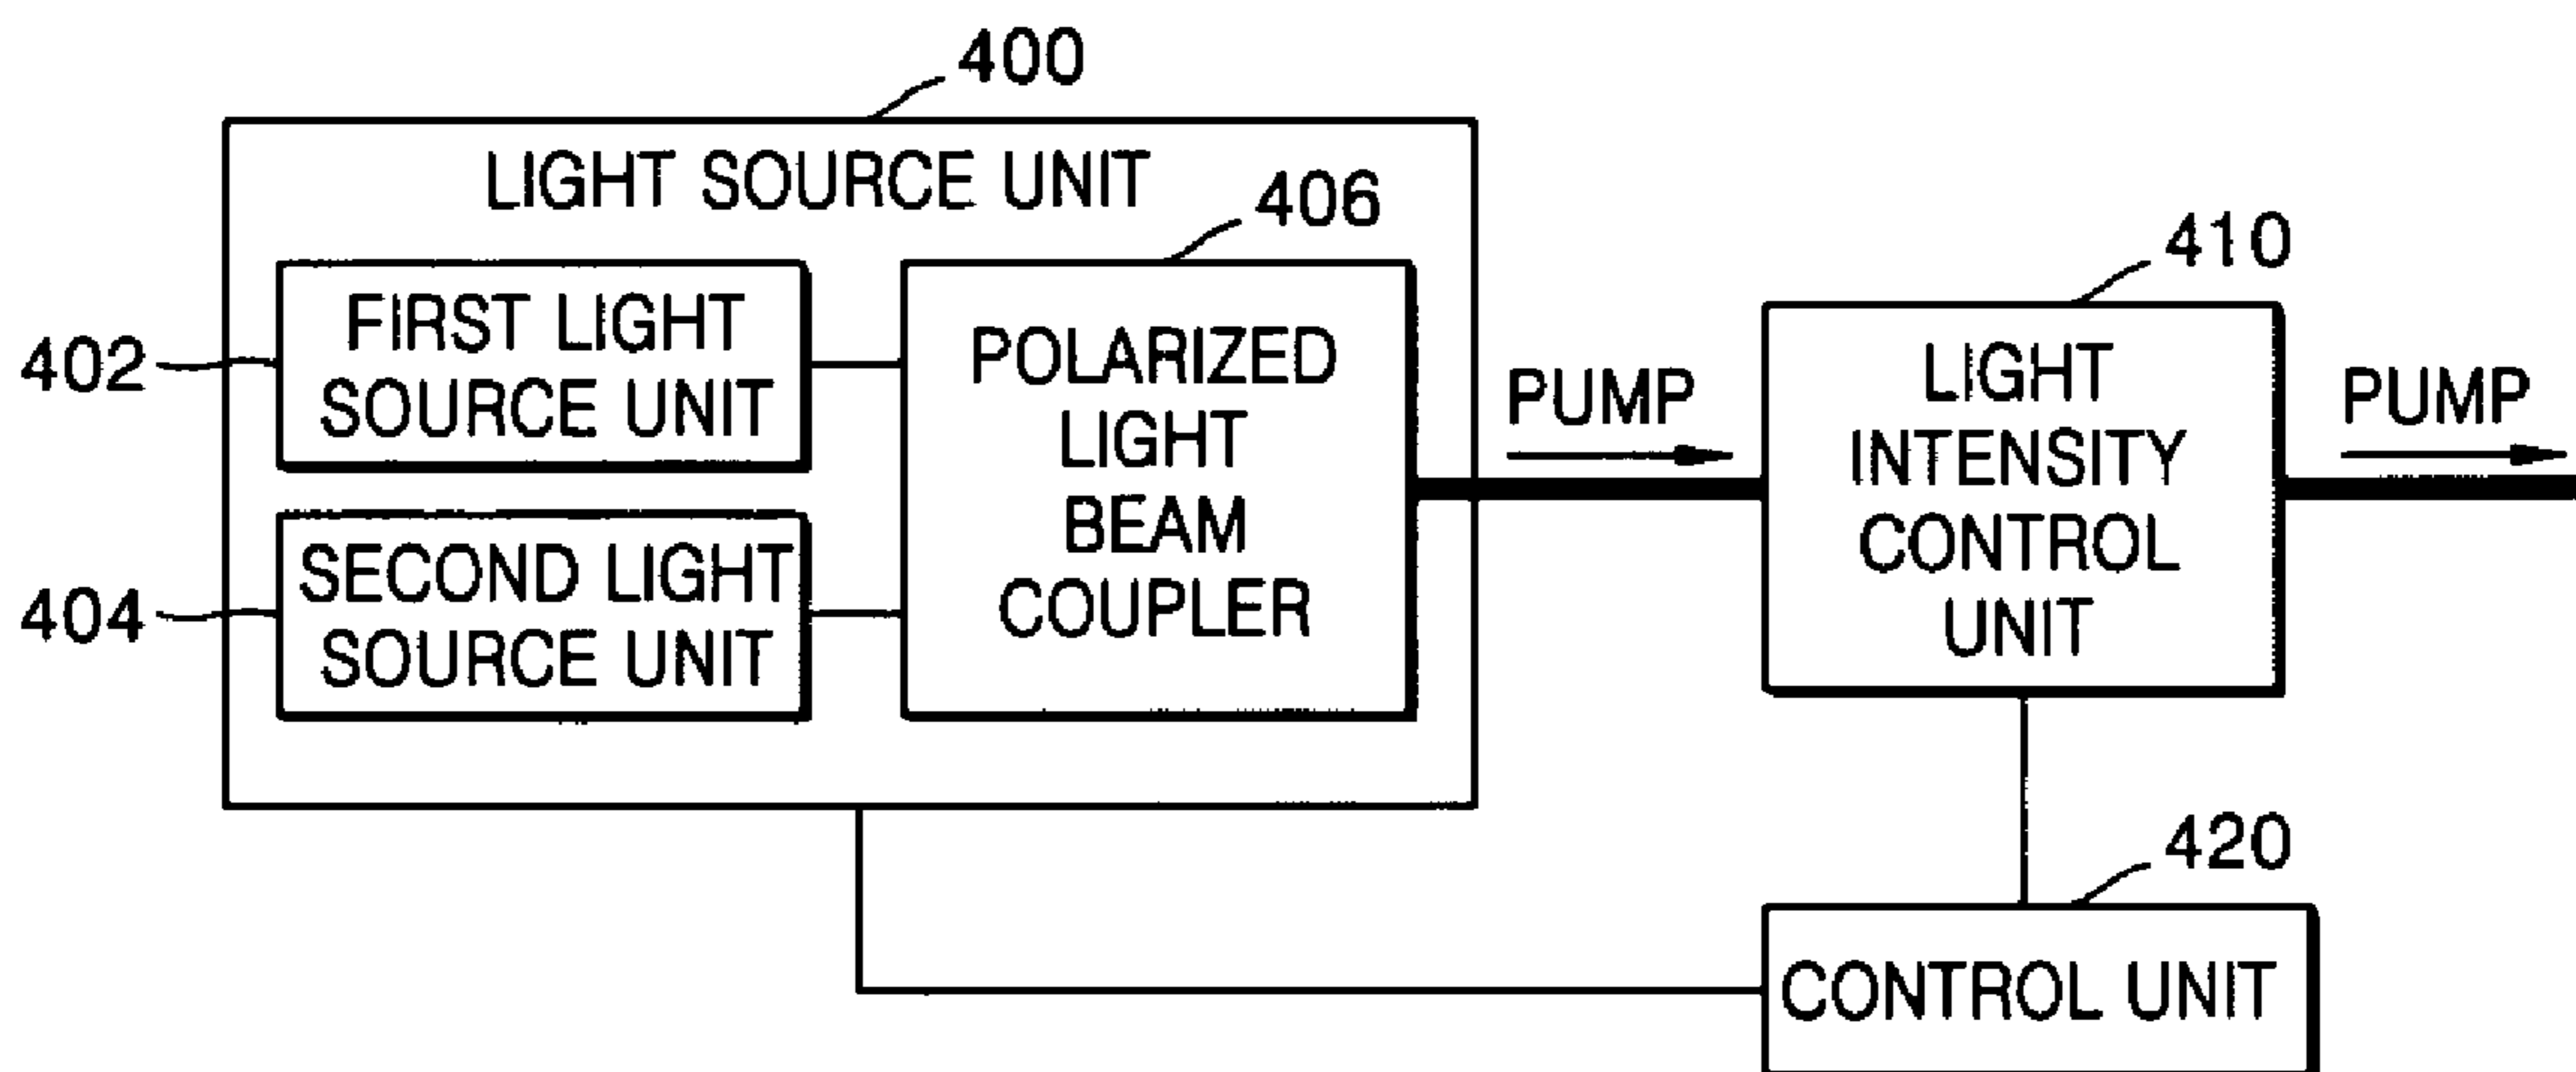 400
LIGHT SOURCE UNIT
406
402
FIRST LIGHT
SOURCE UNIT
404
SECOND LIGHT
SOURCE UNIT
POLARIZED
LIGHT
BEAM
COUPLER
PUMP
410
LIGHT
INTENSITY
CONTROL
UNIT
PUMP
420
CONTROL UNIT